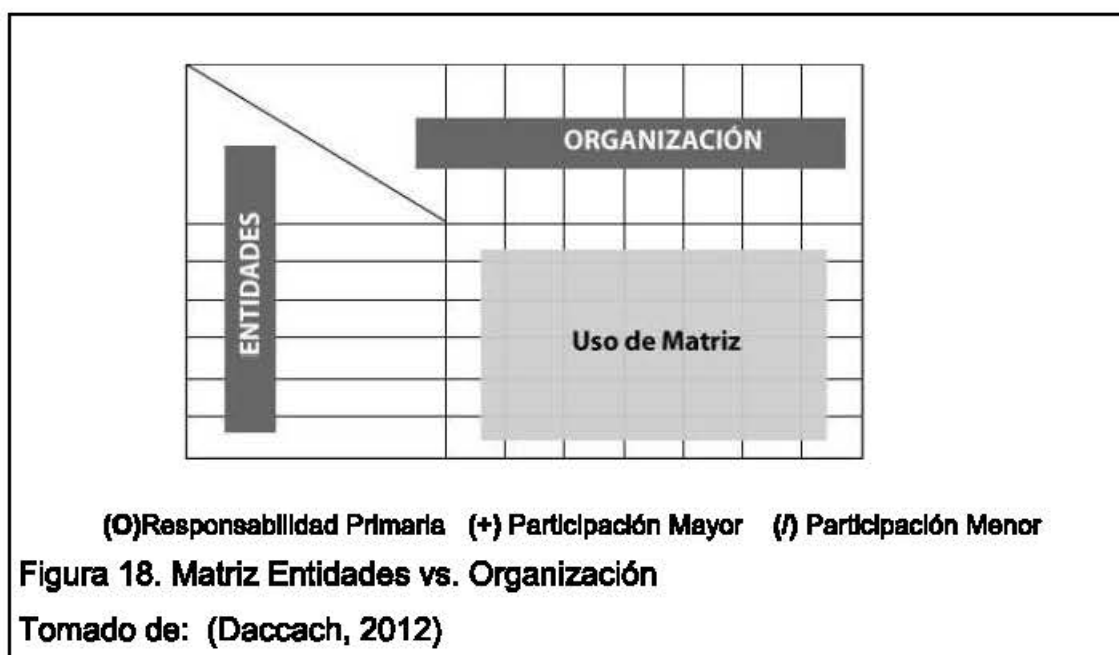 ORGANIZACIÓN
ENTIDADES
Uso de Matriz
(O)Responsabilidad Primaria (+) Participación Mayor (/) Participación Menor
Figura 18. Matriz Entidades vs. Organización
Tomado de: (Daccach, 2012)